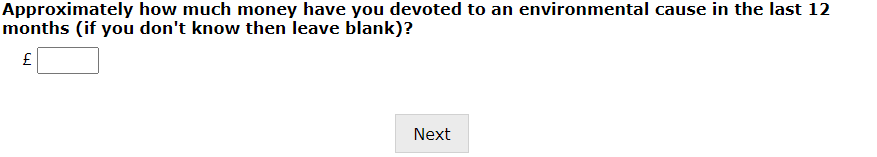 Approximately how much money have you devoted to an environmental cause in the last 12
months (if you don't know then leave blank)?
£
Next